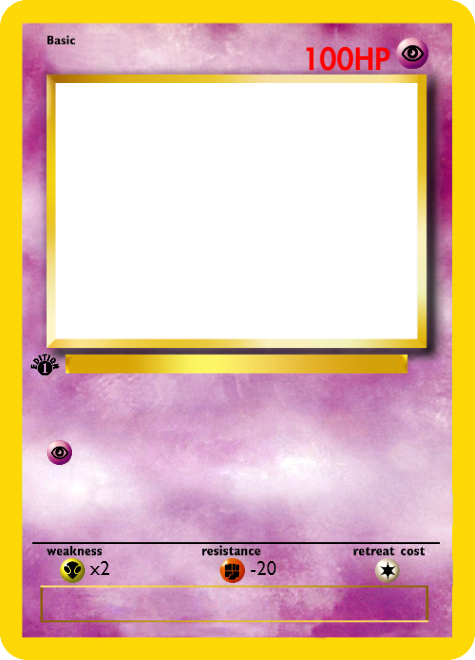 Basic
100HP
EDITION
1
weakness
resistance
retreat cost
x2
-20